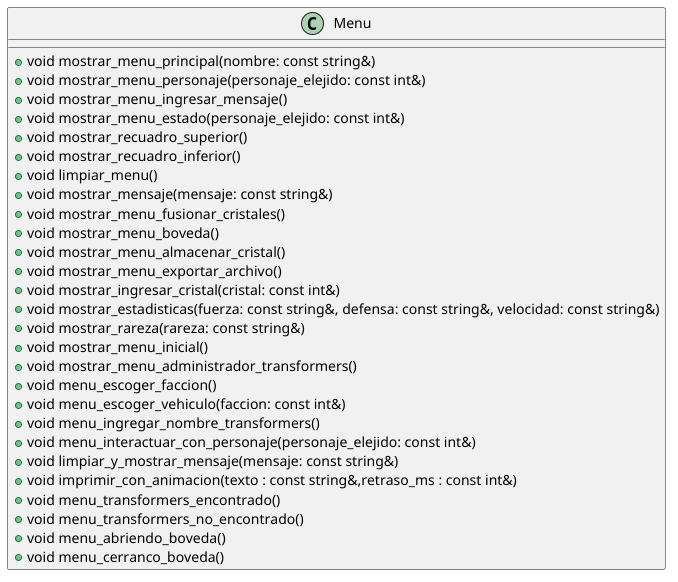 C Menu
void mostrar_menu_principal(nombre: const string&)
void mostrar_menu_personaje(personaje_elejido: const int&)
void mostrar_menu_ingresar_mensaje()
void mostrar_menu_estado(personaje_elejido: const int&)
void mostrar_recuadro_superior()
void mostrar_recuadro_inferior()
void limpiar_menu()
void mostrar_mensaje(mensaje: const string&)
void mostrar_menu_fusionar_cristales()
void mostrar_menu_boveda()
void mostrar_menu_almacenar_cristal()
void mostrar_menu_exportar_archivo()
void mostrar_ingresar_cristal(cristal: const int&)
void mostrar_estadisticas(fuerza: const string&, defensa: const string&, velocidad: const string&)
void mostrar_rareza(rareza: const string&)
void mostrar_menu_inicial()
void mostrar_menu_administrador_transformers()
void menu_escoger_faccion()
void menu_escoger_vehiculo(faccion: const int&)
void menu_ingregar_nombre_transformers()
void menu_interactuar_con_personaje(personaje_elejido: const int&)
void limpiar_y_mostrar_mensaje(mensaje: const string&)
void imprimir_con_animacion(texto : const string&,retraso_ms : const int&)
void menu_transformers_encontrado()
void menu_transformers_no_encontrado()
void menu_abriendo_boveda()
void menu_cerranco_boveda()